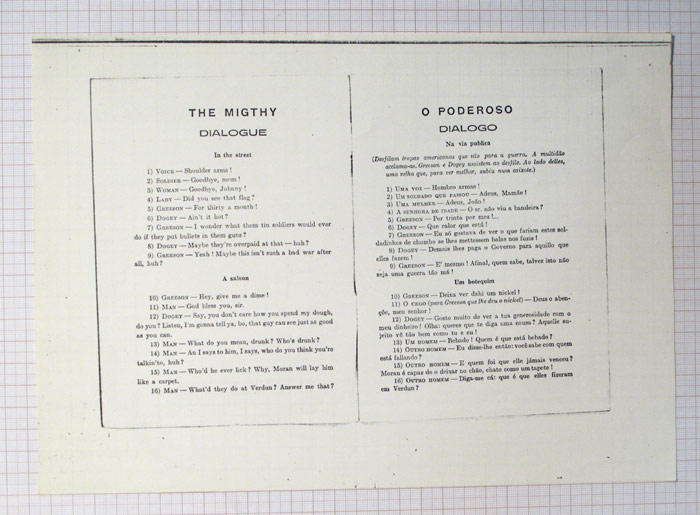 THE MIGTHY
DIALOGUE
In the street
1) VOICE — Shoulder arms !
2) SOLDIER — Goodbye, mom !
3) WOMAN — Goodbye, Johnny !
4) LADY — Did you see that flag ?
5) GREESON — For thirty a month !
6) DOGEY — Ain't it hot ?
7) GREESON — I wonder what them tin soldiers would ever
do if they put bullets in them guns ?
8) DOGEY — Maybe they're overpaid at that — huh ?
9) GREESON — Yeah ! Maybe this isn't such a bad war after
all, huh ?
A saloon
10) GREESON — Hey, give me a dime !
11) MAN — God bless you, sir.
12) DOGEY — Say, you don't care how you spend my dough,
do you ? Listen, I'm gonna tell ya, bo, that guy can see just as good
as you can.
13) MAN — What do you mean, drunk ? Who's drunk ?
14) MAN — An I says to him, I says, who do you think you're
talkin'to, huh ?
15) MAN — Who'd he ever lick ? Why, Moran will lay him
like a carpet.
16) MAN — What'd they do at Verdun ? Answer me that ?
O PODEROSO
DIALOGO
Na via publica
(Desfilam tropas americanas que vão para a guerra. A multidão
acclama-as. Greeson e Dogey assistem ao desfile. Ao lado delles,
uma velha que, para ver melhor, subiu num caixote.)
1) UMA VOZ — Hombro armas !
2) UM SOLDADO QUE PASSOU — Adeus, Mamãe !
3) UMA MULHER — Adeus, João !
4) A SENHORA DE IDADE — O sr. não viu a bandeira ?
5) GREESON — Por trinta por mez !...
6) DOGEY — Que calor que está !
7) GREESON — Eu só gostava de ver o que fariam estes sol-
dadinhos de chumbo se lhes mettessem balas nos fuzis !
8) DOGEY — Demais lhes paga o Governo para aquillo que
elles fazem !
9) GREESON — E' mesmo ! Afinal, quem sabe, talvez isto não
seja uma guerra tão má !
Em botequim
10) GREESON — Deixa ver dahi um nickel !
11) O CEGO (para Greeson que lhe deu o nickel) — Deus o aben-
çõe, meu senhor !
12) DOGEY — Gosto muito de ver a tua generosidade com o
meu dinheiro ! Olha: queres que te diga uma cousa ? Aquelle su-
jeito vê tão bem como tu e eu !
13) UM HOMEM — Bebado ! Quem é que está bebado ?
14) OUTRO HOMEM — Eu disse-lhe então: você sabe com quem
está fallando ?
15) OUTRO HOMEM — E quem foi que elle jámais venceu ?
Moran é capaz de o deixar no chão, chato como um tapete !
16) OUTRO HOMEM — Diga-me cá: que é que elles fizeram
em Verdun ?